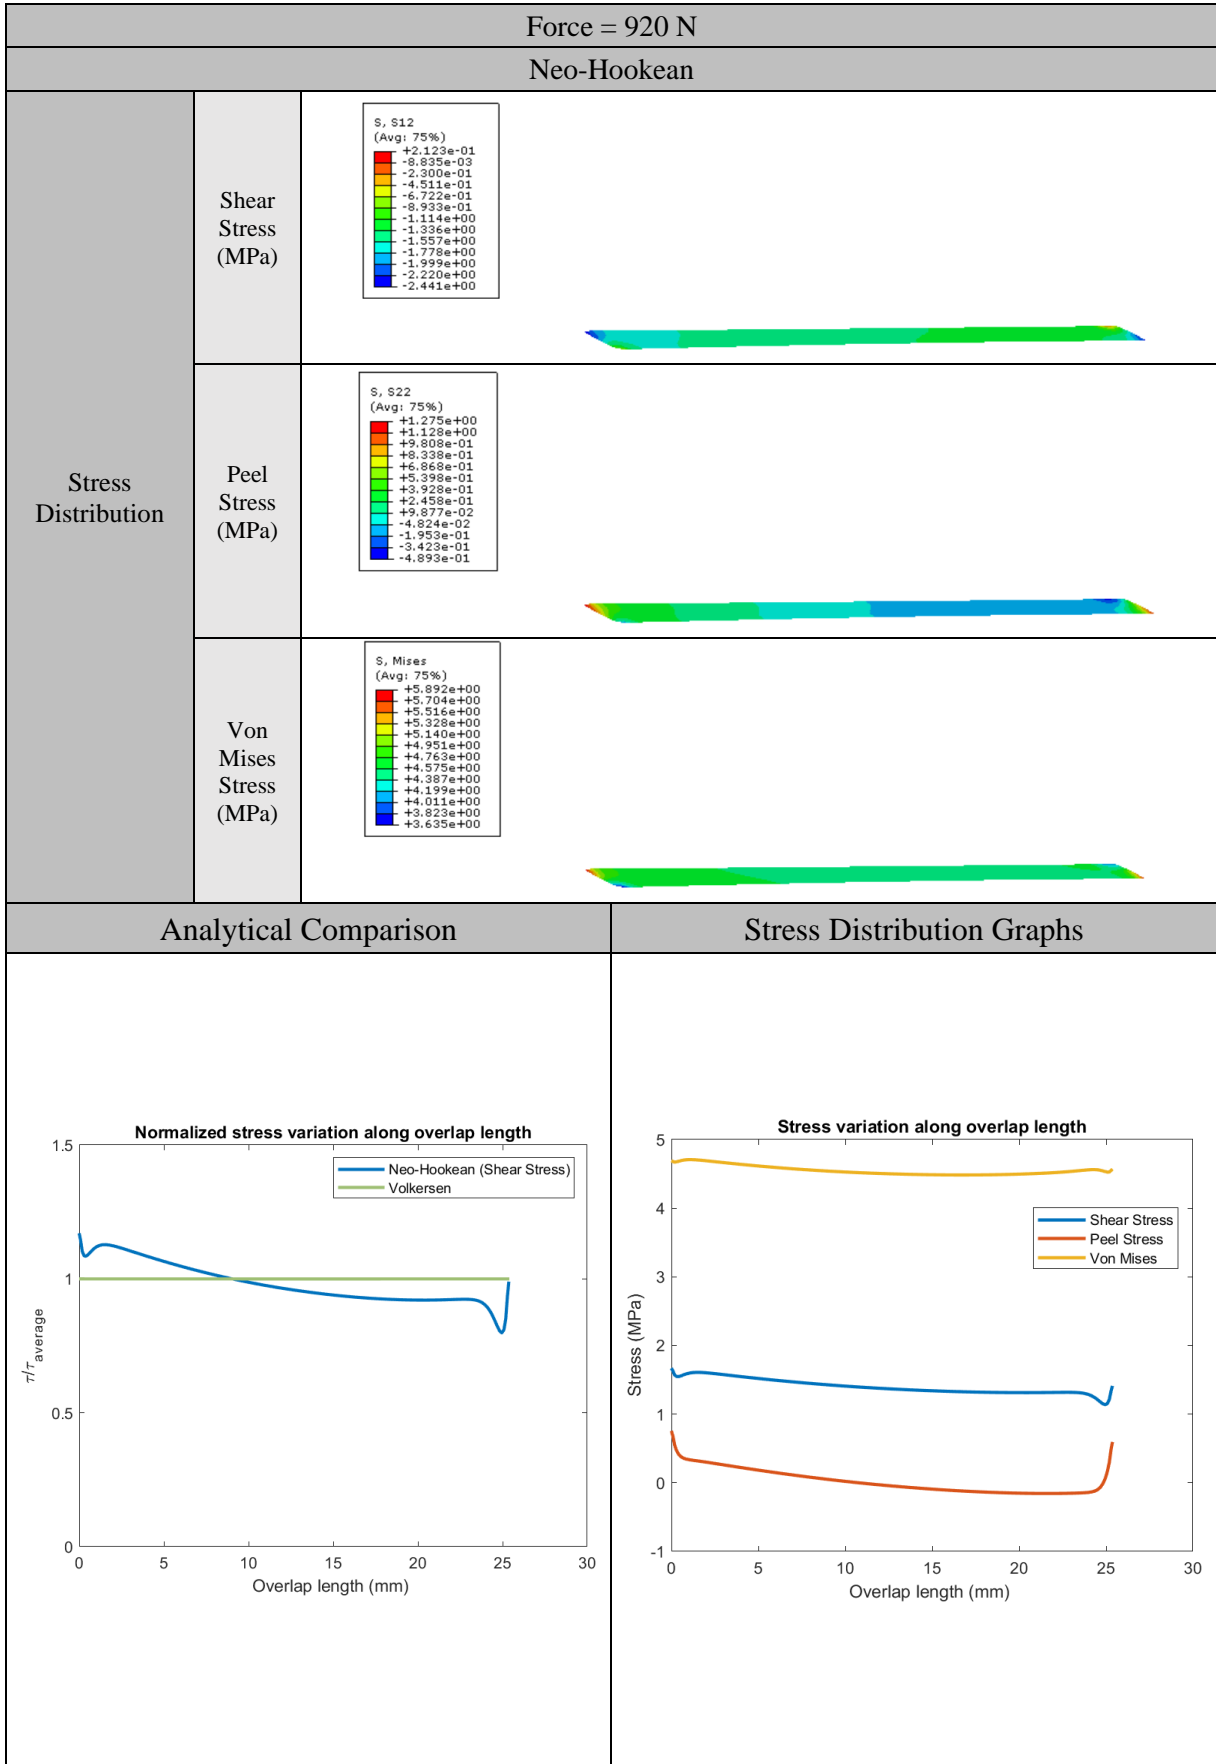 Force = 920 N
Neo-Hookean
Stress
Distribution
Shear
Stress
(MPa)
S, S12
(Avg: 75%)
+2.123e-01
-8.835e-03
-2.300e-01
-4.511e-01
-6.722e-01
-8.933e-01
-1.114e+00
-1.336e+00
-1.557e+00
-1.778e+00
-1.999e+00
-2.220e+00
-2.441e+00
Peel
Stress
(MPa)
S, S22
(Avg: 75%)
+1.275e+00
+1.128e+00
+9.808e-01
+8.338e-01
+6.868e-01
+5.398e-01
+3.928e-01
+2.458e-01
+9.877e-02
-4.824e-02
-1.953e-01
-3.423e-01
-4.893e-01
Von
Mises
Stress
(MPa)
S, Mises
(Avg: 75%)
+5.892e+00
+5.704e+00
+5.516e+00
+5.328e+00
+5.140e+00
+4.951e+00
+4.763e+00
+4.575e+00
+4.387e+00
+4.199e+00
+4.011e+00
+3.823e+00
+3.635e+00
Analytical Comparison
Stress Distribution Graphs
Normalized stress variation along overlap length
1.5
1
0.5
0
τ/τaverage
Neo-Hookean (Shear Stress)
Volkersen
0 5 10 15 20 25 30
Overlap length (mm)
Stress variation along overlap length
5
4
3
2
1
0
-1
Stress (MPa)
Shear Stress
Peel Stress
Von Mises
0 5 10 15 20 25 30
Overlap length (mm)